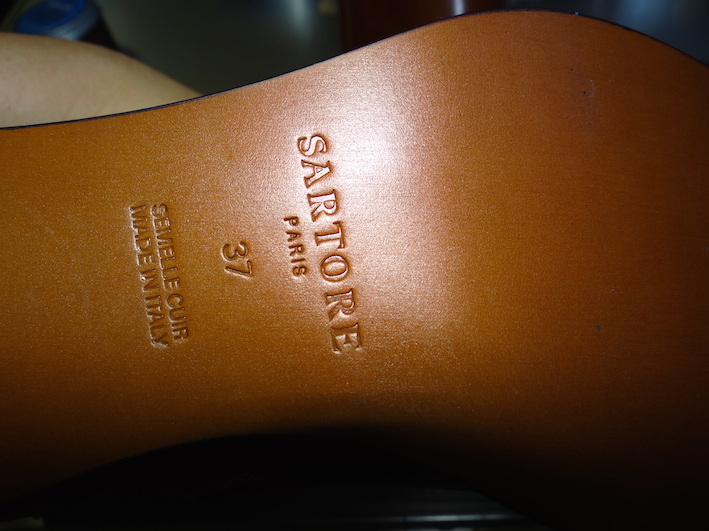 SARTORE
PARIS
37
SEMELLE CUIR
MADE IN ITALY